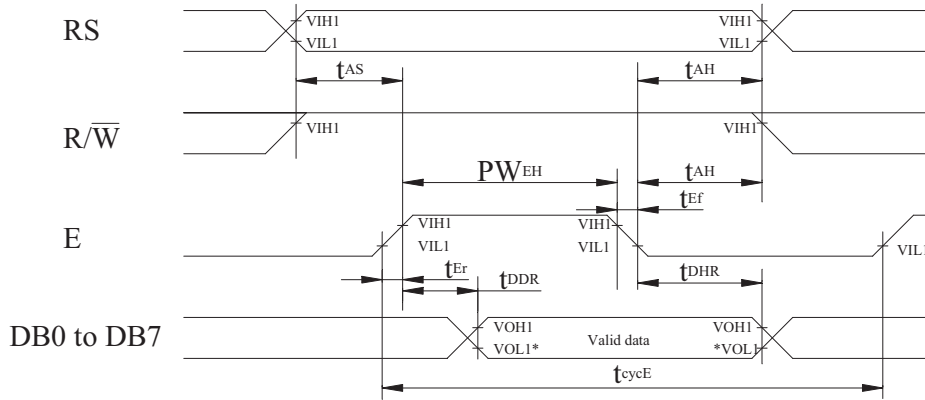 RS VIH1 VIH1
VIL1 VIL1
tAS tAH
R/W̅ VIH1 VIH1
PWEH tAH
tEf
E VIH1 VIH1
VIL1 VIL1 VIL1
tEr tDDR tDHR
DB0 to DB7 VOH1 Valid data VOH1
VOL1* *VOL1
tcycE